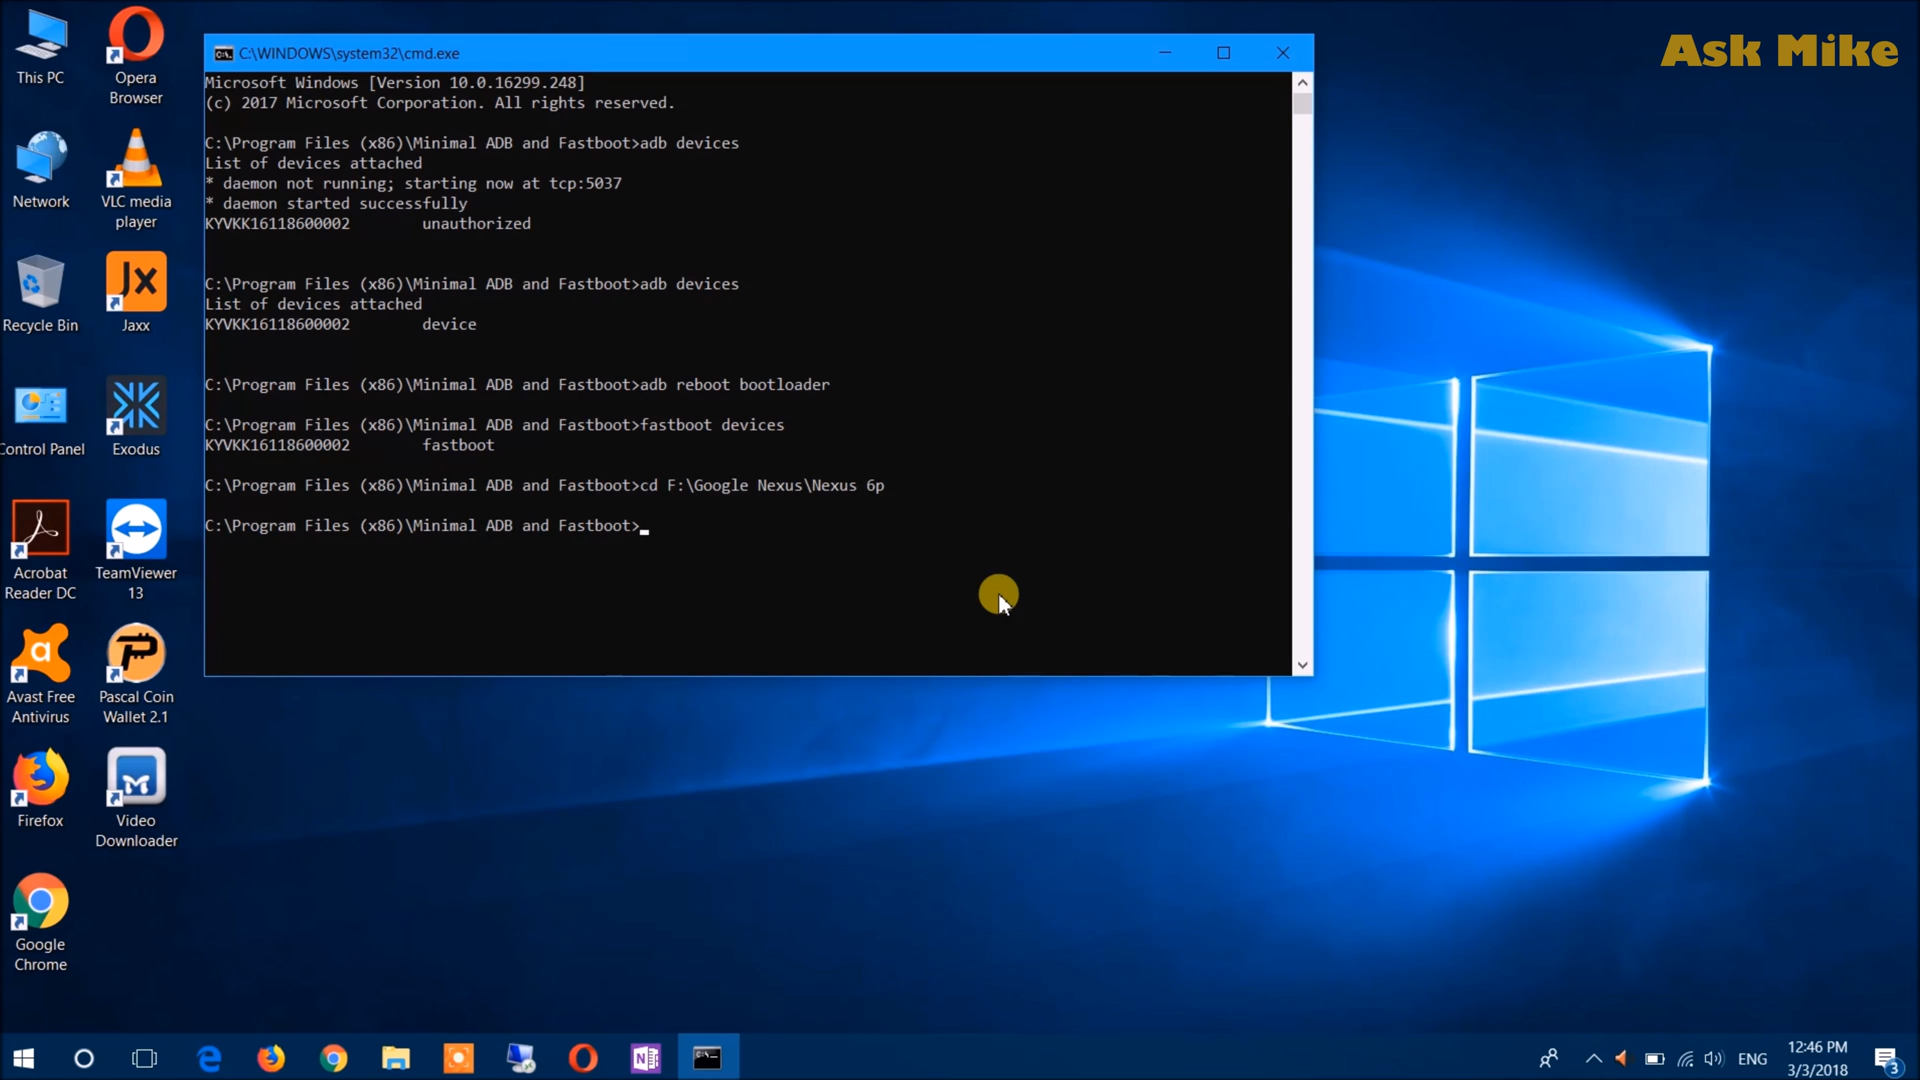 Ask Mike
This PC
Opera
Browser
Network
VLC media
player
Recycle Bin
Jx
Jaxx
Control Panel
Exodus
Acrobat
Reader DC
TeamViewer
13
a
Avast Free
Antivirus
Pascal Coin
Wallet 2.1
Firefox
Video
Downloader
Google
Chrome
C:\WINDOWS\system32\cmd.exe
Microsoft Windows [Version 10.0.16299.248]
(c) 2017 Microsoft Corporation. All rights reserved.
C:\Program Files (x86)\Minimal ADB and Fastboot>adb devices
List of devices attached
* daemon not running; starting now at tcp:5037
* daemon started successfully
KYVKK16118600002 unauthorized
C:\Program Files (x86)\Minimal ADB and Fastboot>adb devices
List of devices attached
KYVKK16118600002 device
C:\Program Files (x86)\Minimal ADB and Fastboot>adb reboot bootloader
C:\Program Files (x86)\Minimal ADB and Fastboot>fastboot devices
KYVKK16118600002 fastboot
C:\Program Files (x86)\Minimal ADB and Fastboot>cd F:\Google Nexus\Nexus 6p
C:\Program Files (x86)\Minimal ADB and Fastboot>_
N
ENG
12:46 PM
3/3/2018
3